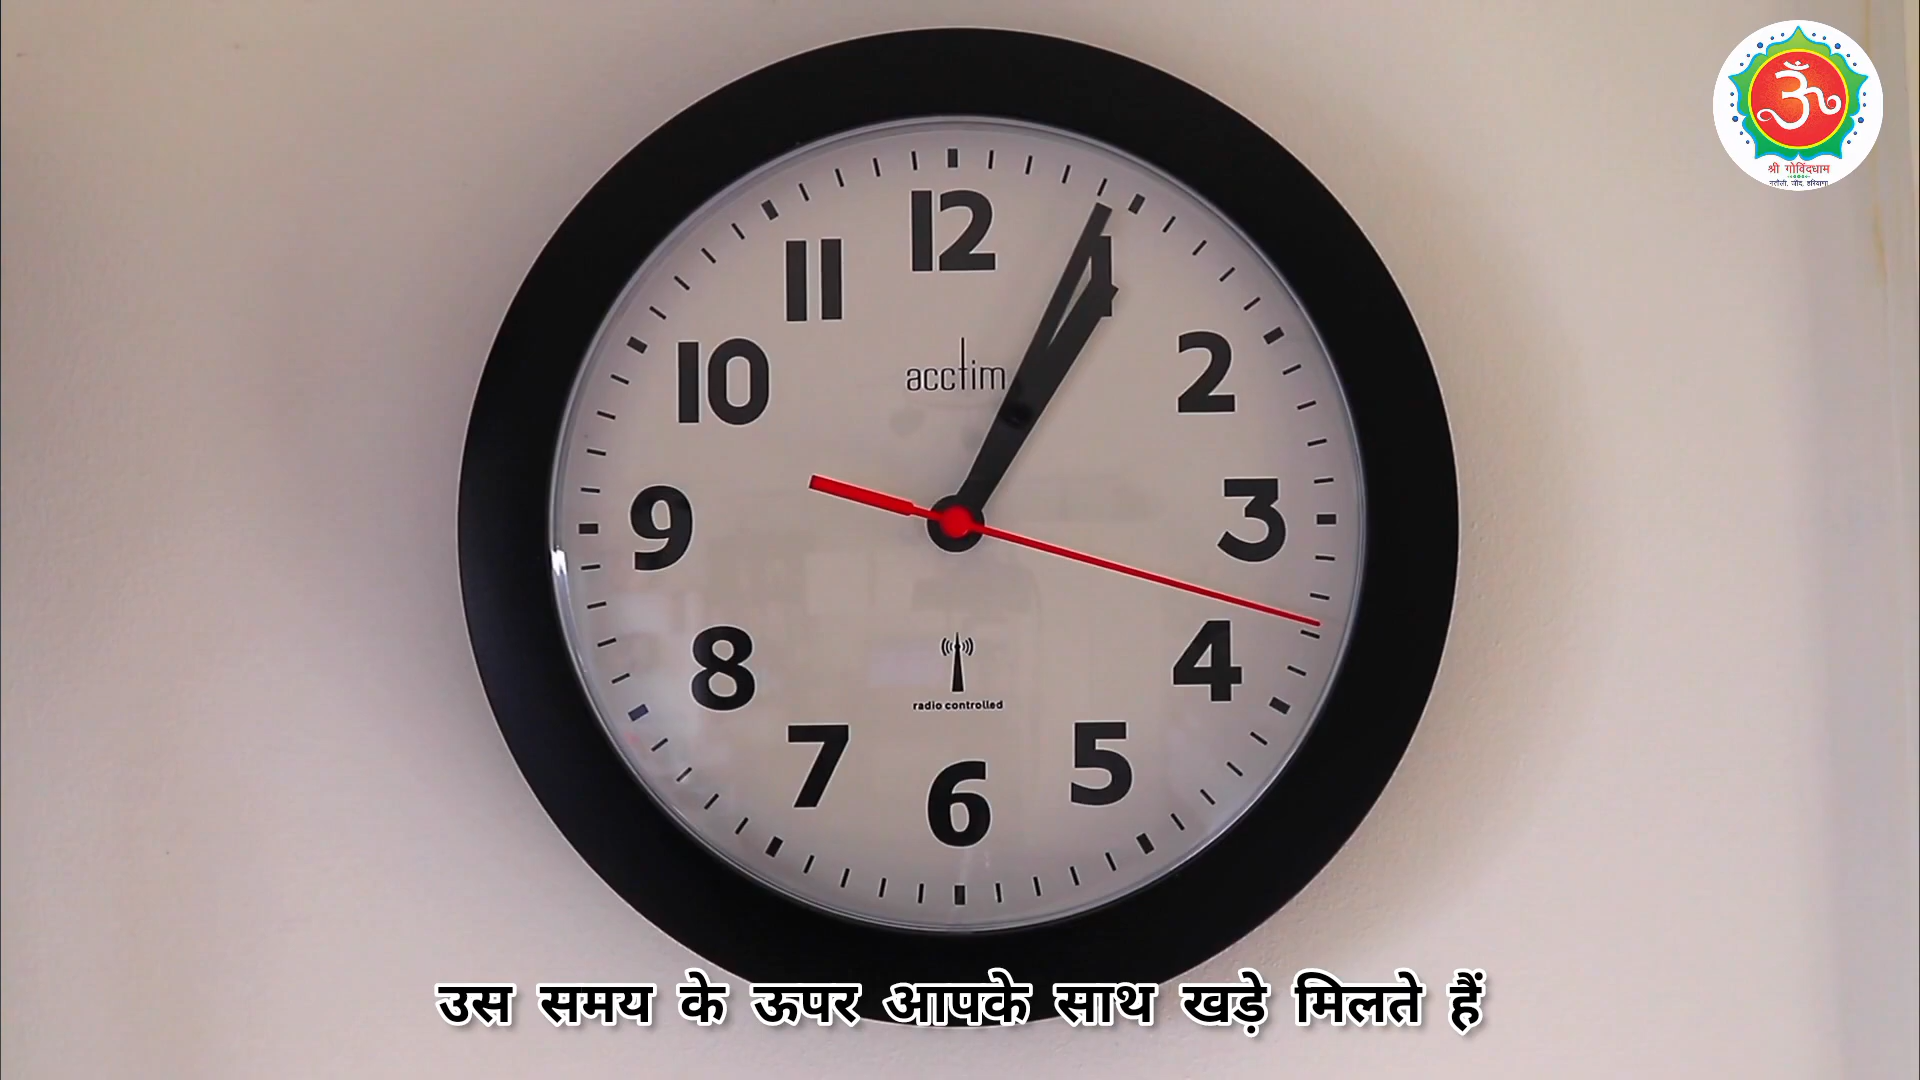 ॐ
श्री गोविंदधाम
12
11
1
10
2
acctim
9
3
8
4
radio controlled
7
5
6
उस समय के ऊपर आपके साथ खड़े मिलते हैं